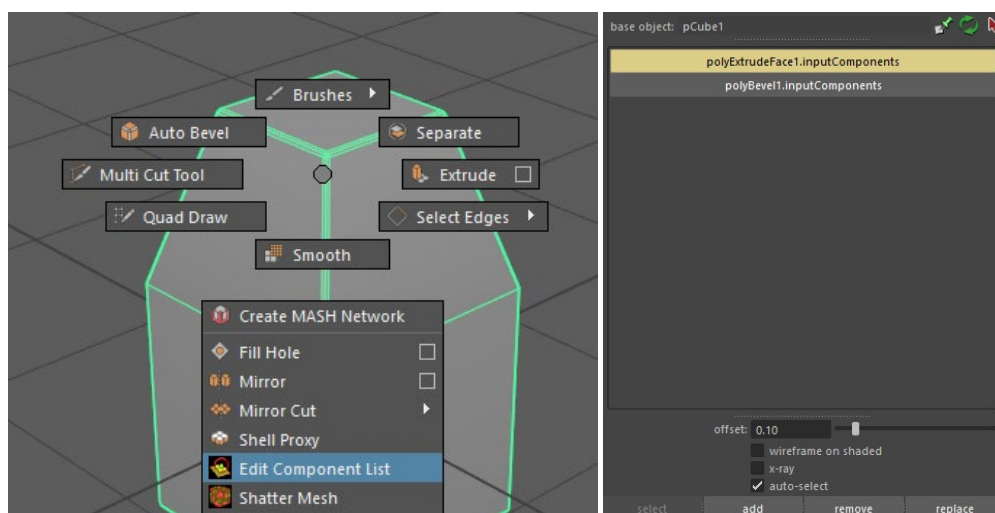 Brushes
Auto Bevel
Separate
Multi Cut Tool
Extrude
Quad Draw
Select Edges
Smooth
Create MASH Network
Fill Hole
Mirror
Mirror Cut
Shell Proxy
Edit Component List
Shatter Mesh
base object: pCube1
polyExtrudeFace1.inputComponents
polyBevel1.inputComponents
offset: 0.10
wireframe on shaded
x-ray
auto-select
select add remove replace